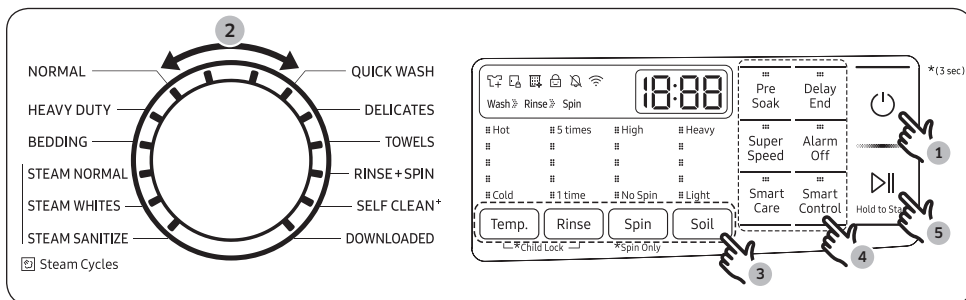 2
NORMAL
HEAVY DUTY
BEDDING
STEAM NORMAL
STEAM WHITES
STEAM SANITIZE
Steam Cycles
QUICK WASH
DELICATES
TOWELS
RINSE+SPIN
SELF CLEAN+
DOWNLOADED
18:88
Wash Rinse Spin
Hot 5 times High Heavy
Cold 1 time No Spin Light
Temp. Rinse Spin Soil
*Child Lock *Spin Only
3
Pre Soak
Delay End
Super Speed
Alarm Off
Smart Care
Smart Control
4
*(3 sec)
1
Hold to Sta
5